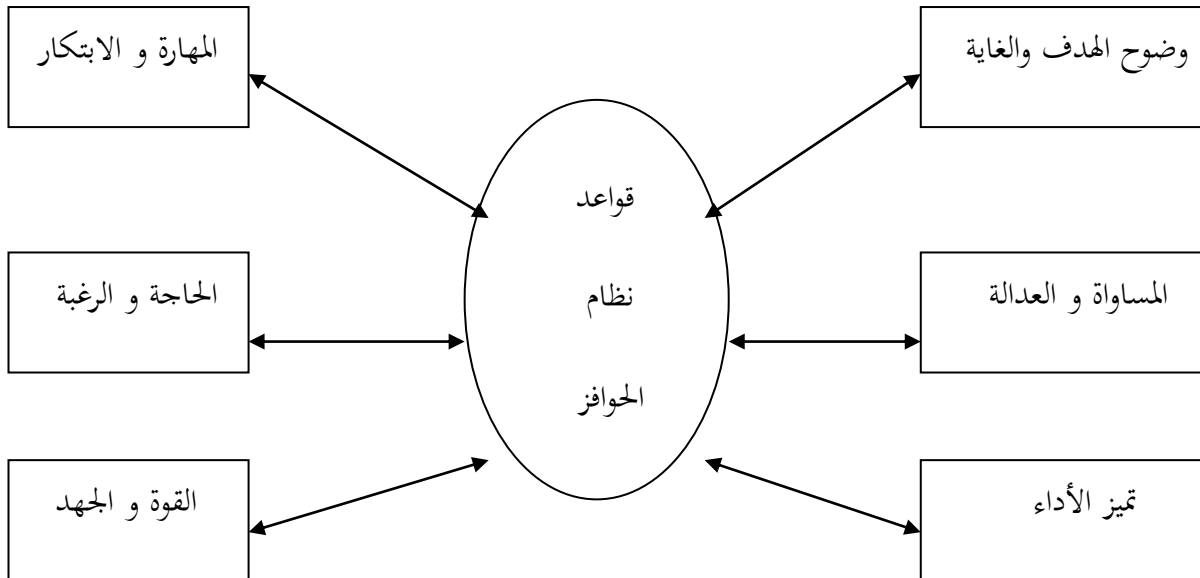 وضوح الهدف والغاية
المهارة و الابتكار
قواعد
نظام
الحوافز
المساواة و العدالة
الحاجة و الرغبة
تميز الأداء
القوة و الجهد